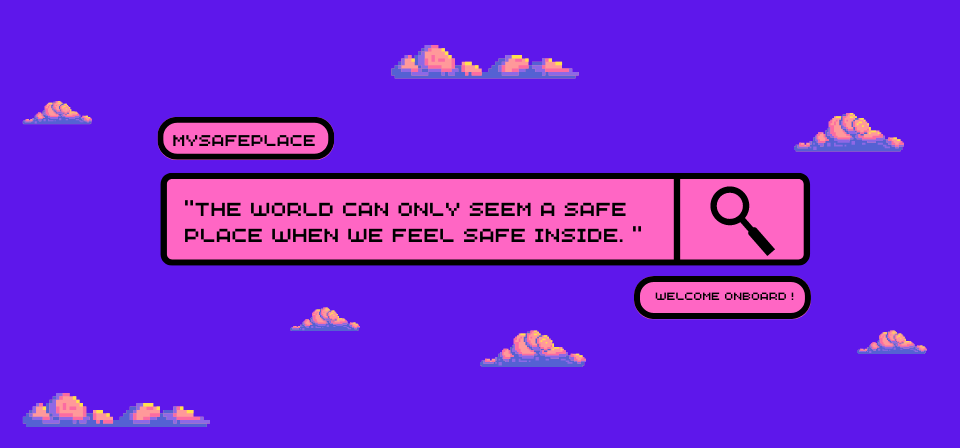 MYSAFEPLACE
"THE WORLD CAN ONLY SEEM A SAFE
PLACE WHEN WE FEEL SAFE INSIDE. "
WELCOME ONBOARD !